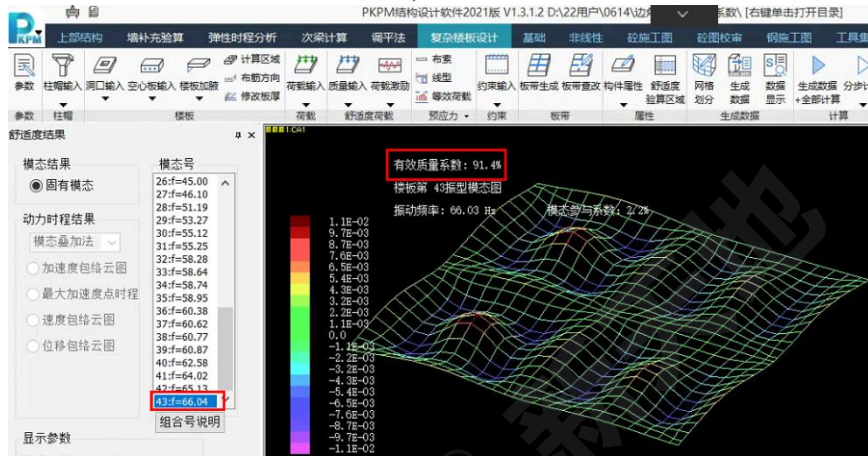 PKPM结构设计软件2021版 V1.3.1.2 D:\22用户\0614\边 系数\ [右键单击打开目录]
PKPM 上部结构 墙补充验算 弹性时程分析 次梁计算 调平法 复杂楼板设计 基础 非线性 砼施工图 砼图校审 钢施工图 工具集
计算区域 布索
布筋方向 线型
修改板厚 等效荷载
参数 柱帽输入 洞口输入 空心板输入 楼板加腋 荷载输入 质量输入 荷载激励 约束输入 板带生成 板带查改 构件属性 舒适度验算区域 网格划分 生成数据 数据显示 生成数据+全部计算 分步计
参数 柱帽 楼板 荷载 舒适度荷载 预应力 约束 板带 属性 生成数据 计算
舒适度结果
1:CA1
模态结果
固有模态
动力时程结果
模态叠加法
加速度包络云图
最大加速度点时程
速度包络云图
位移包络云图
显示参数
模态号
26:f=45.00
27:f=46.10
28:f=51.19
29:f=53.27
30:f=55.12
31:f=55.25
32:f=58.28
33:f=58.64
34:f=58.74
35:f=58.95
36:f=60.38
37:f=60.62
38:f=60.77
39:f=60.87
40:f=62.58
41:f=64.02
42:f=65.13
43:f=66.04
组合号说明
有效质量系数: 91.4%
楼板第 43振型模态图
振动频率: 66.03 Hz 模态参与系数: 2.2%
1.1E-02
9.7E-03
8.7E-03
7.6E-03
6.5E-03
5.4E-03
4.3E-03
3.2E-03
2.2E-03
1.1E-03
0.0
-1.1E-03
-2.2E-03
-3.2E-03
-4.3E-03
-5.4E-03
-6.5E-03
-7.6E-03
-8.7E-03
-9.7E-03
-1.1E-02